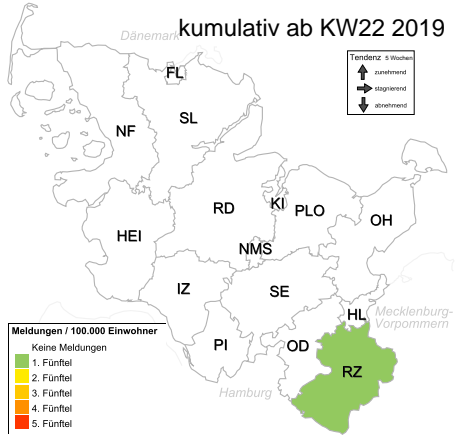 kumulativ ab KW22 2019
Dänemark
Tendenz 5 Wochen
zunehmend
stagnierend
abnehmend
FL
SL
NF
RD
KI
PLO
OH
HEI
NMS
IZ
SE
HL
Mecklenburg-
Vorpommern
PI
OD
RZ
Hamburg
Meldungen / 100.000 Einwohner
Keine Meldungen
1. Fünftel
2. Fünftel
3. Fünftel
4. Fünftel
5. Fünftel